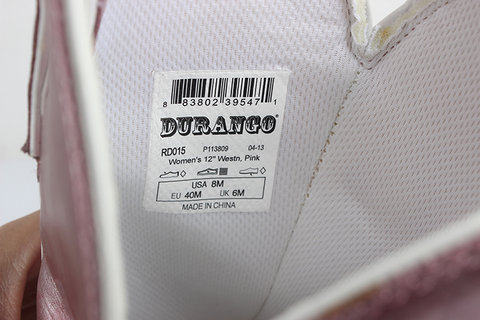 8 83802 39547 1
DURANGO®
RD015 P113809 04-13
Women's 12" Westn, Pink
USA 8M
EU 40M UK 6M
MADE IN CHINA